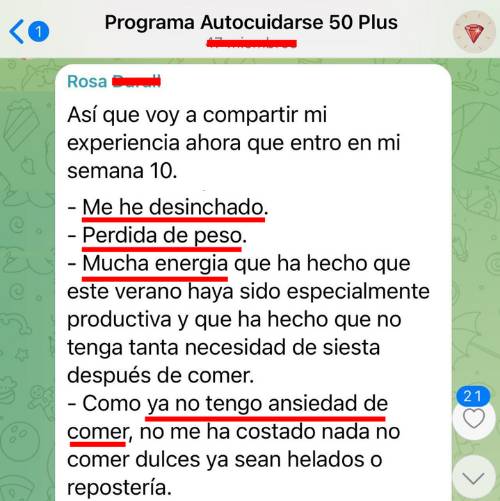 1
Programa Autocuidarse 50 Plus
Rosa
Así que voy a compartir mi
experiencia ahora que entro en mi
semana 10.
- Me he desinchado.
- Perdida de peso.
- Mucha energia que ha hecho que
este verano haya sido especialmente
productiva y que ha hecho que no
tenga tanta necesidad de siesta
después de comer.
- Como ya no tengo ansiedad de
comer, no me ha costado nada no
comer dulces ya sean helados o
repostería.
21